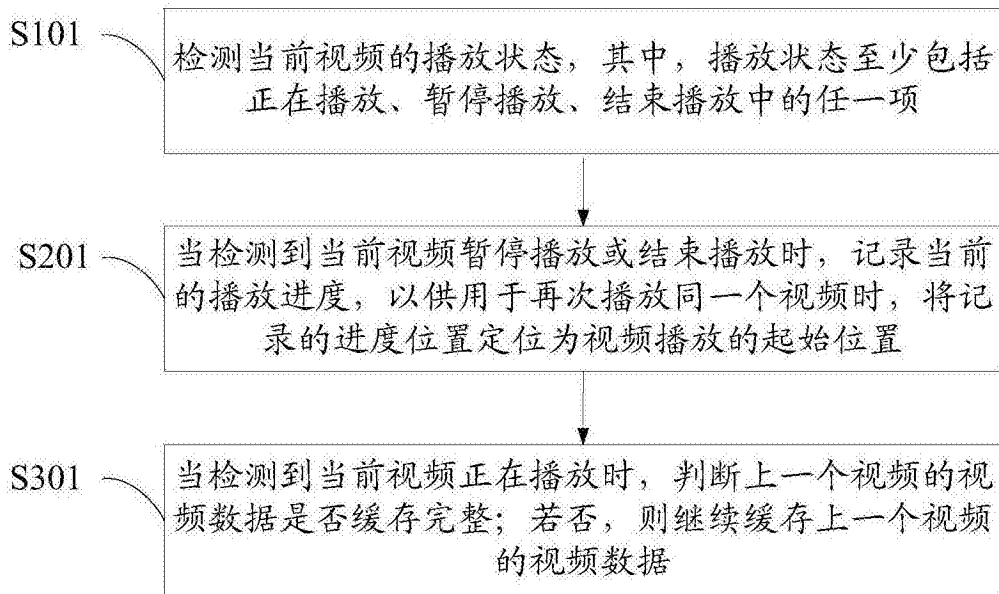 S101
检测当前视频的播放状态，其中，播放状态至少包括
正在播放、暂停播放、结束播放中的任一项
S201
当检测到当前视频暂停播放或结束播放时，记录当前
的播放进度，以供用于再次播放同一个视频时，将记
录的进度位置定位为视频播放的起始位置
S301
当检测到当前视频正在播放时，判断上一个视频的视
频数据是否缓存完整；若否，则继续缓存上一个视频
的视频数据